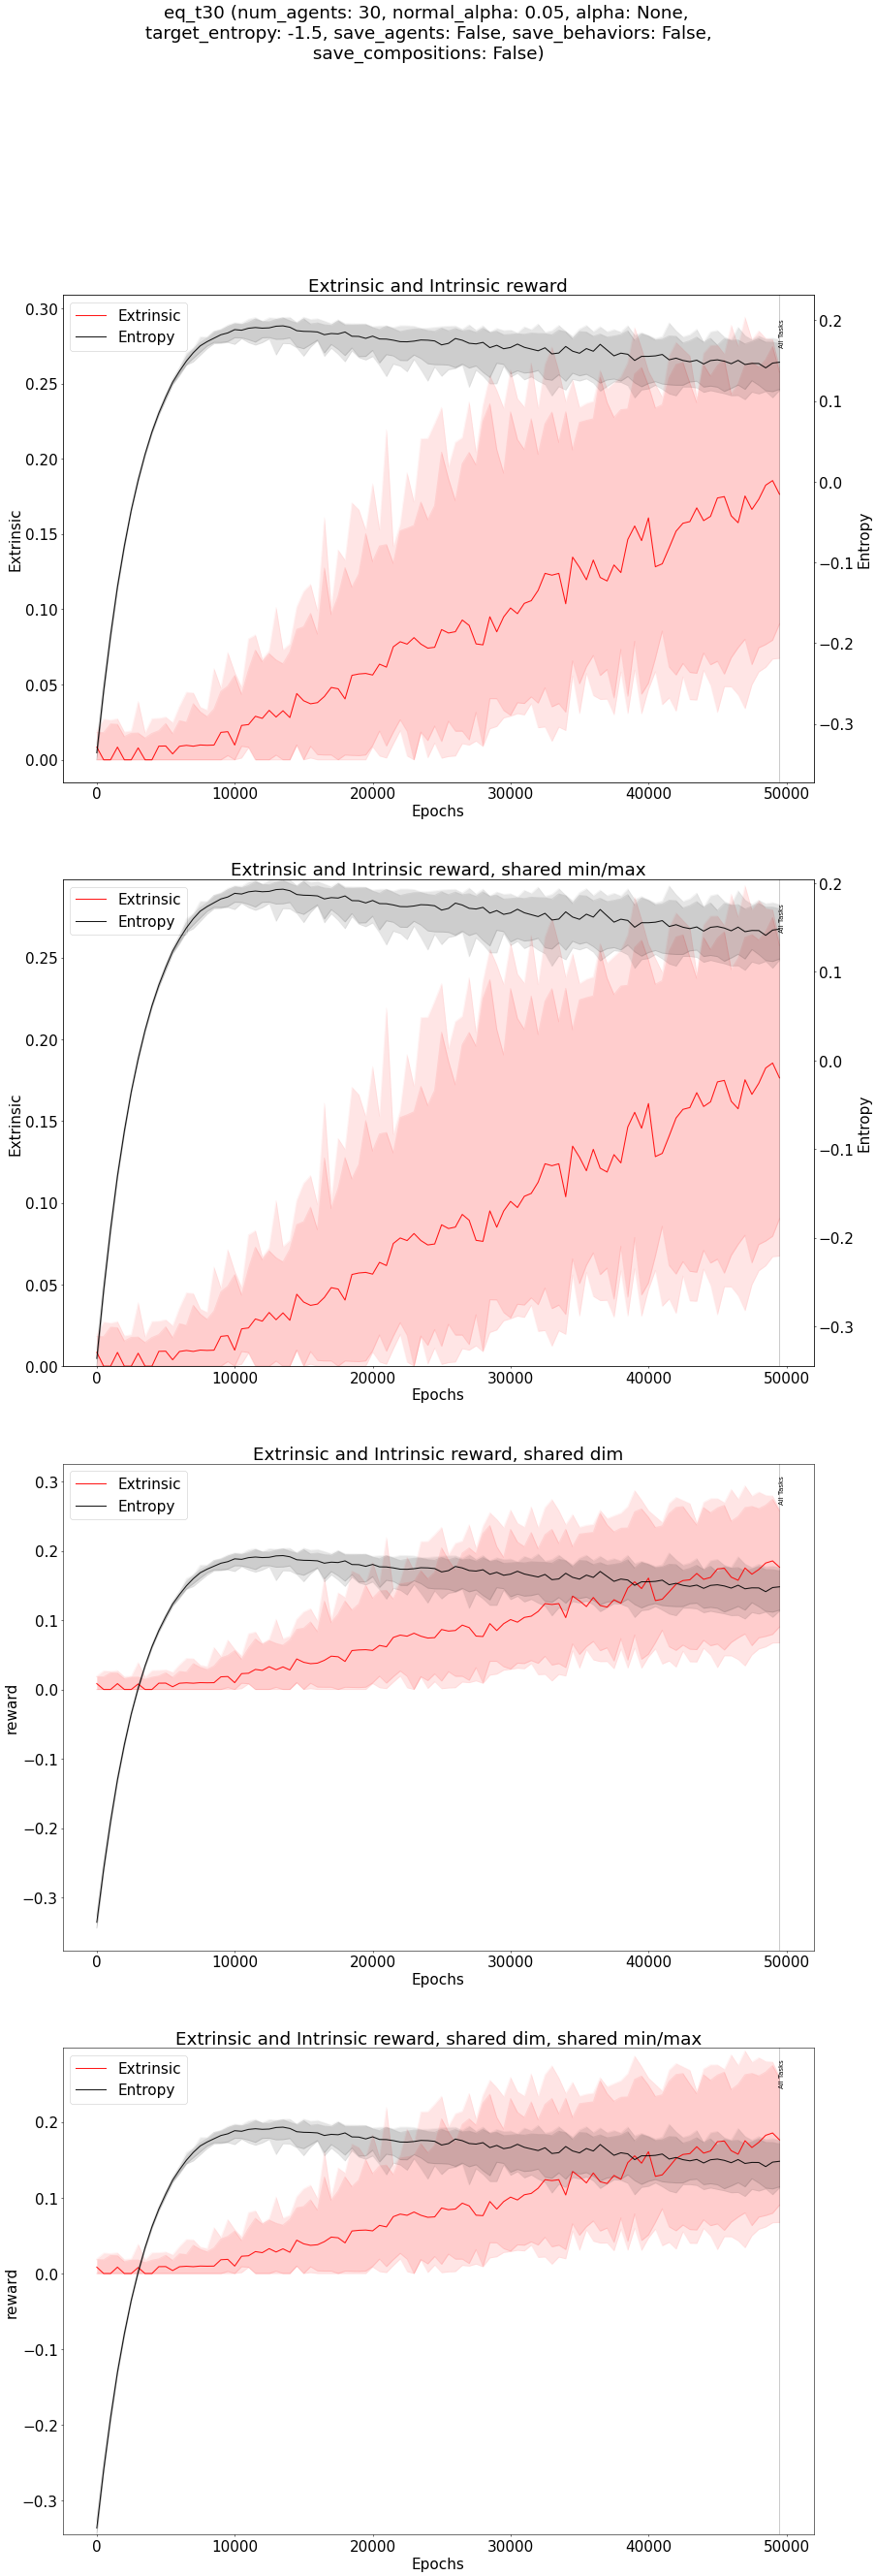 eq_t30 (num_agents: 30, normal_alpha: 0.05, alpha: None,
target_entropy: -1.5, save_agents: False, save_behaviors: False,
save_compositions: False)
Extrinsic and Intrinsic reward
Extrinsic
Entropy
All Tasks
0.30
0.25
0.20
0.15
0.10
0.05
0.00
Extrinsic
0.2
0.1
0.0
−0.1
−0.2
−0.3
Entropy
0 10000 20000 30000 40000 50000
Epochs
Extrinsic and Intrinsic reward, shared min/max
Extrinsic
Entropy
All Tasks
0.25
0.20
0.15
0.10
0.05
0.00
Extrinsic
0.2
0.1
0.0
−0.1
−0.2
−0.3
Entropy
0 10000 20000 30000 40000 50000
Epochs
Extrinsic and Intrinsic reward, shared dim
Extrinsic
Entropy
All Tasks
0.3
0.2
0.1
0.0
−0.1
−0.2
−0.3
reward
0 10000 20000 30000 40000 50000
Epochs
Extrinsic and Intrinsic reward, shared dim, shared min/max
Extrinsic
Entropy
All Tasks
0.2
0.1
0.0
−0.1
−0.2
−0.3
reward
0 10000 20000 30000 40000 50000
Epochs